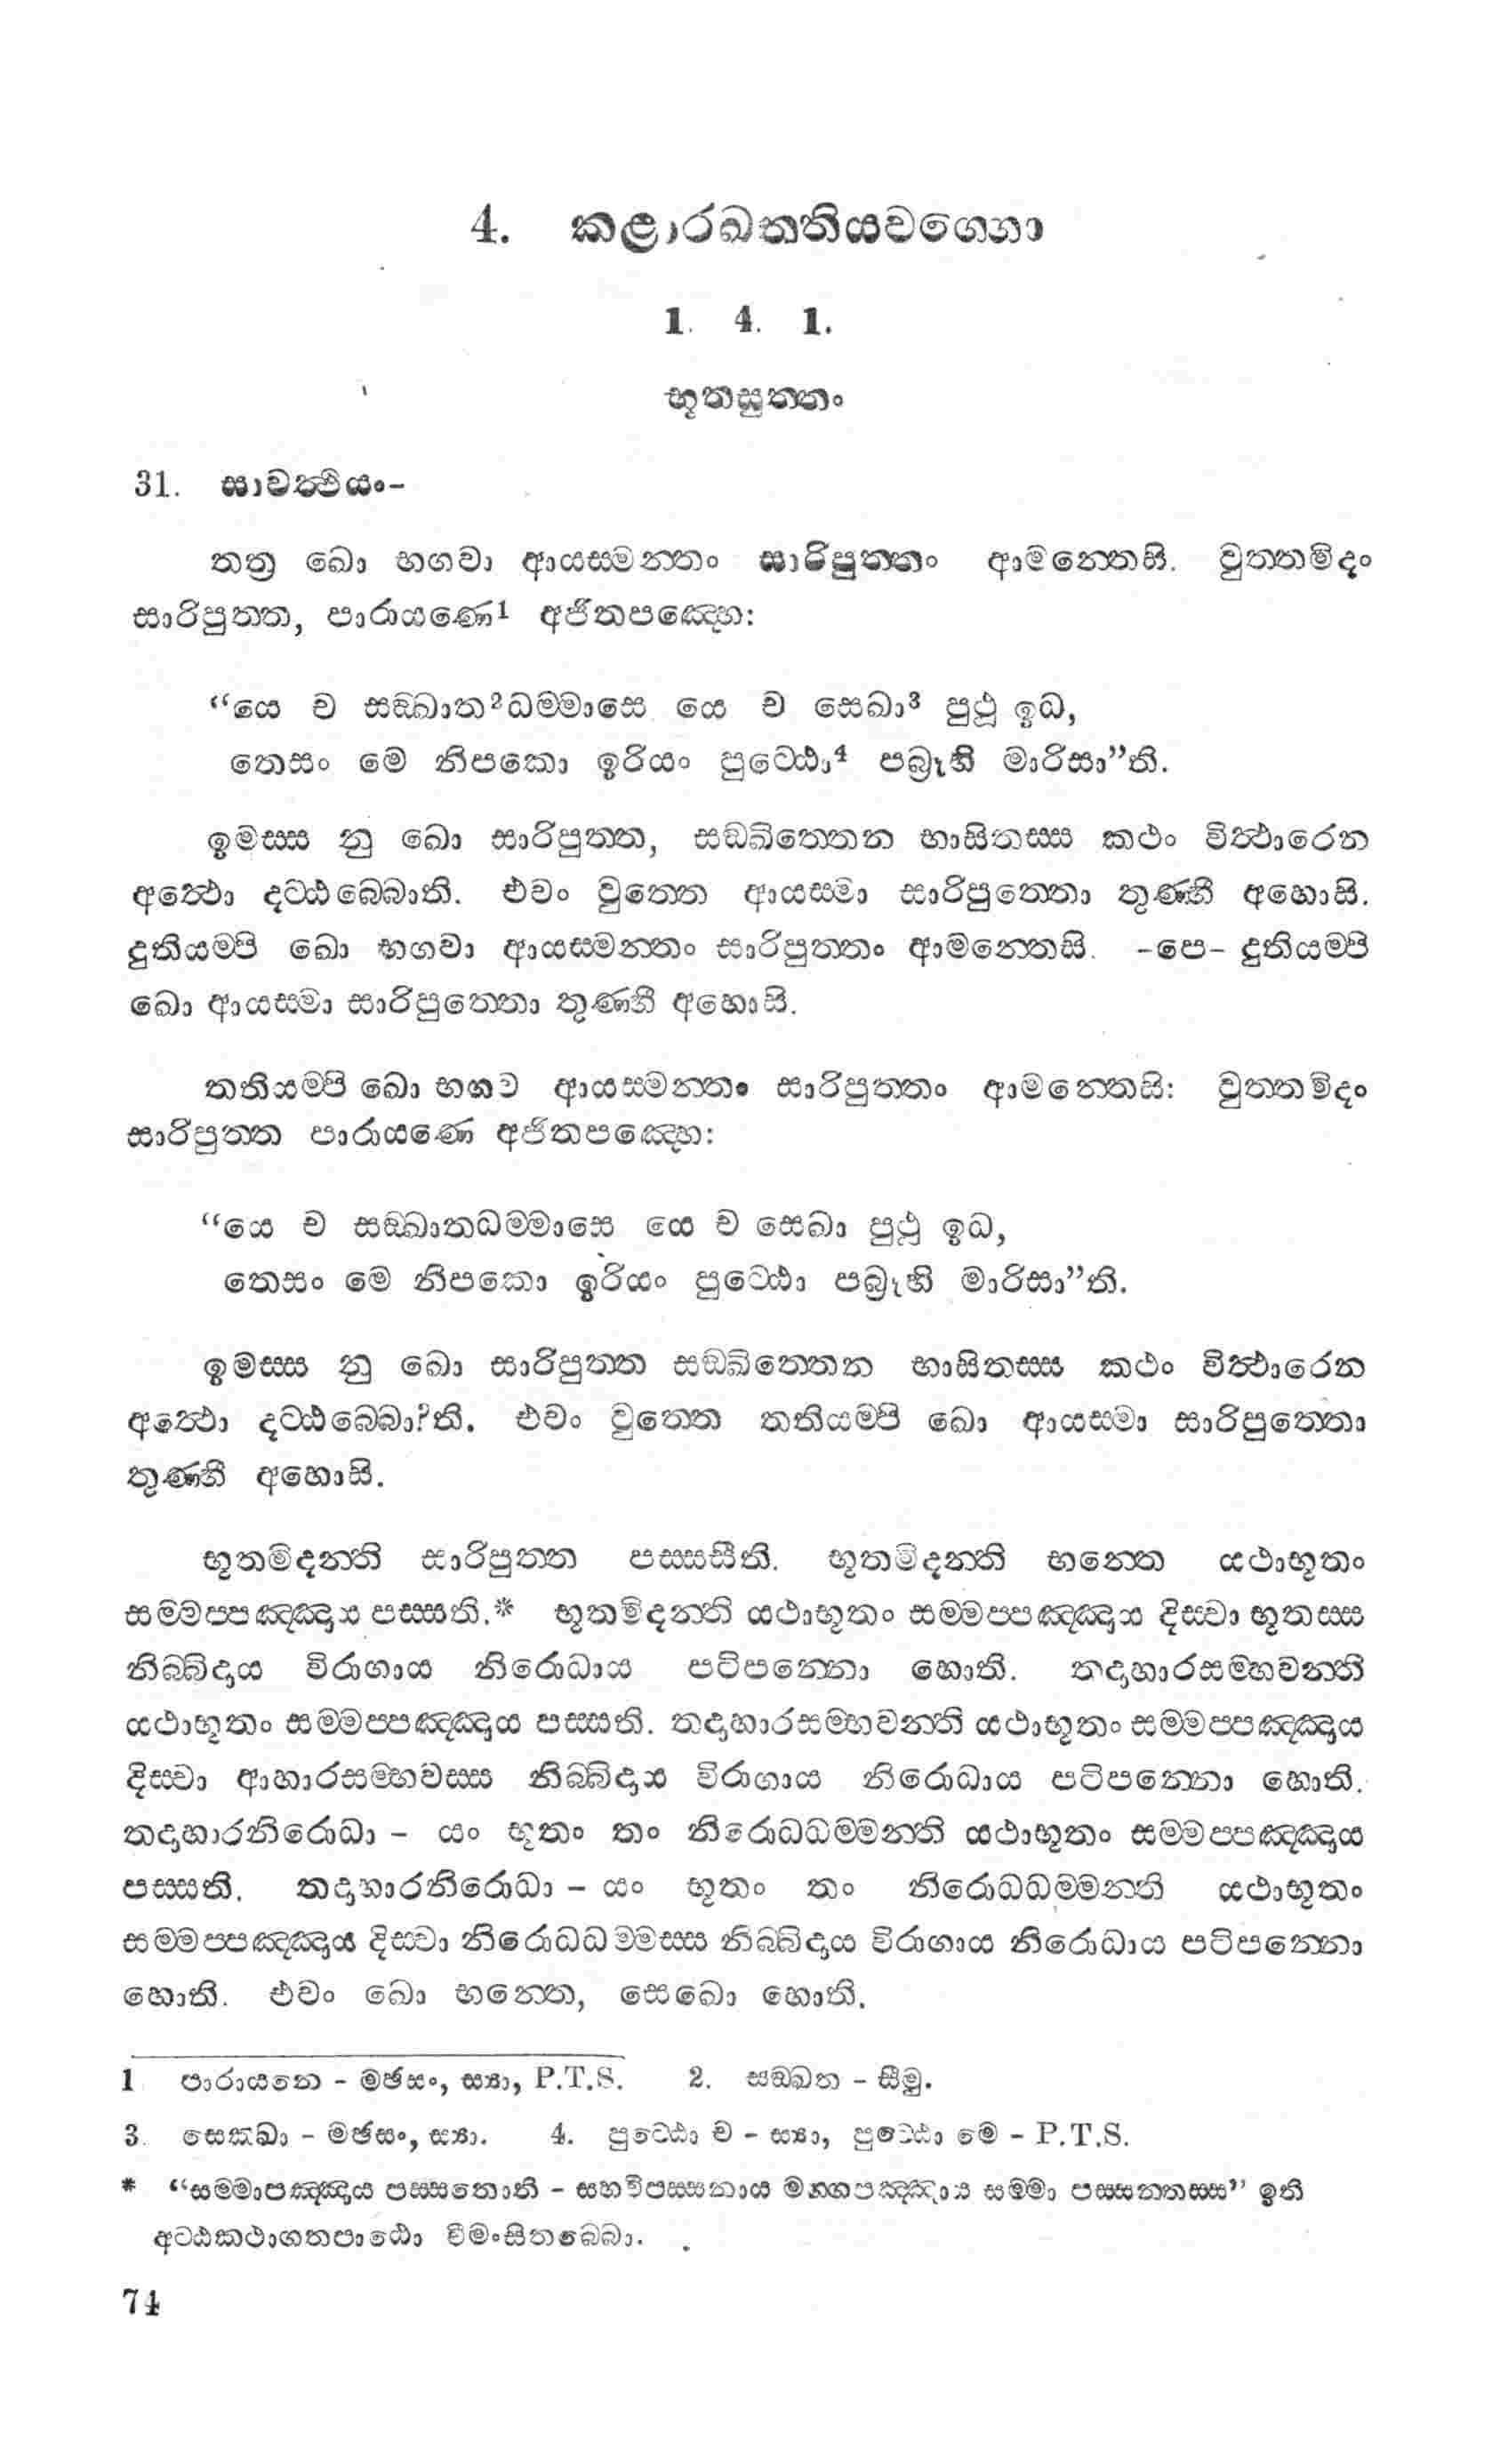 4. කළාරඛත්තියවග්ගො
1. 4. 1.
භූතසුත්තං
31. සාවත්ථියං-
තත්‍ර ඛො භගවා ආයස්මන්තං සාරිපුත්තං ආමන්තෙසි. වුත්තමිදං
සාරිපුත්ත, පාරායණෙ1 අජිතපඤ්හෙ:
“යෙ ච සඞ්ඛාත2ධම්මාසෙ යෙ ච සෙඛා3 පුථූ ඉධ,
තෙසං මෙ නිපකො ඉරියං පුට්ඨො4 පබ්‍රූහි මාරිසා”ති.
ඉමස්ස නු ඛො සාරිපුත්ත, සඞ්ඛිත්තෙන භාසිතස්ස කථං විත්ථාරෙන
අත්ථො දට්ඨබ්බොති. එවං වුත්තෙ ආයස්මා සාරිපුත්තො තුණ්හී අහොසි.
දුතියම්පි ඛො භගවා ආයස්මන්තං සාරිපුත්තං ආමන්තෙසි. -පෙ- දුතියම්පි
ඛො ආයස්මා සාරිපුත්තො තුණ්හී අහොසි.
තතියම්පි ඛො භගව ආයස්මන්තං සාරිපුත්තං ආමන්තෙසි: වුත්තමිදං
සාරිපුත්ත පාරායණෙ අජිතපඤ්හෙ:
“යෙ ච සඞ්ඛාතධම්මාසෙ යෙ ච සෙඛා පුථු ඉධ,
තෙසං මෙ නිපකො ඉරියං පුට්ඨො පබ්‍රූහි මාරිසා”ති.
ඉමස්ස නු ඛො සාරිපුත්ත සඞ්ඛිත්තෙන භාසිතස්ස කථං විත්ථාරෙන
අත්ථො දට්ඨබ්බො?ති. එවං වුත්තෙ තතියම්පි ඛො ආයස්මා සාරිපුත්තො
තුණ්හී අහොසි.
භූතමිදන්ති සාරිපුත්ත පස්සසීති. භූතමිදන්ති භන්තෙ යථාභූතං
සම්මප්පඤ්ඤාය පස්සති.* භූතමිදන්ති යථාභූතං සම්මප්පඤ්ඤාය දිස්වා භූතස්ස
නිබ්බිදාය විරාගාය නිරොධාය පටිපන්නො හොති. තදාහාරසම්භවන්ති
යථාභූතං සම්මප්පඤ්ඤාය පස්සති. තදාහාරසම්භවන්ති යථාභූතං සම්මප්පඤ්ඤාය
දිස්වා ආහාරසම්භවස්ස නිබ්බිදාය විරාගාය නිරොධාය පටිපන්නො හොති.
තදාහාරනිරොධා - යං භූතං තං නිරොධධම්මන්ති යථාභූතං සම්මප්පඤ්ඤාය
පස්සති. තදාහාරනිරොධා - යං භූතං තං නිරොධධම්මන්ති යථාභූතං
සම්මප්පඤ්ඤාය දිස්වා නිරොධධම්මස්ස නිබ්බිදාය විරාගාය නිරොධාය පටිපන්නො
හොති. එවං ඛො භන්තෙ, සෙඛො හොති.
1 පාරායනෙ - මඡසං, ස්‍යා, P.T.S. 2. සඞ්ඛත - සීමු.
3. සෙක්ඛා - මඡසං, ස්‍යා. 4. පුට්ඨො ච - ස්‍යා, පුට්ඨො මෙ - P.T.S.
* “සම්මාපඤ්ඤාය පස්සතොති - සහවිපස්සනාය මග්ගපඤ්ඤාය සම්මා පස්සන්තස්ස” ඉති
අට්ඨකථාගතපාඨො වීමංසිතබ්බො.
74